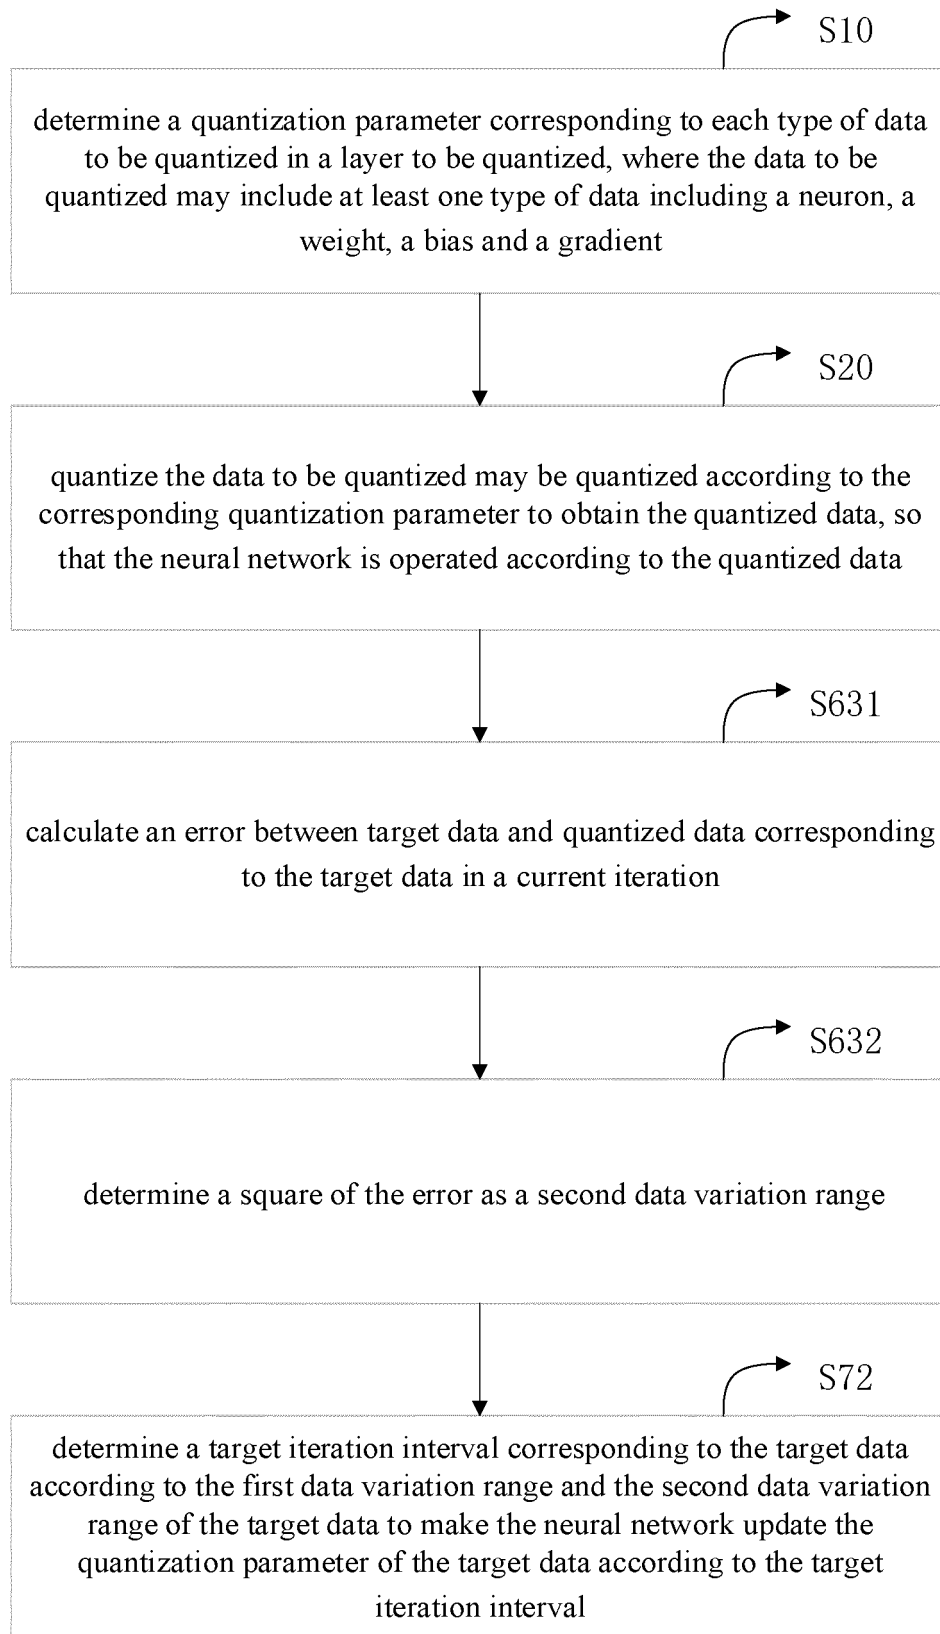 S10
determine a quantization parameter corresponding to each type of data
to be quantized in a layer to be quantized, where the data to be
quantized may include at least one type of data including a neuron, a
weight, a bias and a gradient
S20
quantize the data to be quantized may be quantized according to the
corresponding quantization parameter to obtain the quantized data, so
that the neural network is operated according to the quantized data
S631
calculate an error between target data and quantized data corresponding
to the target data in a current iteration
S632
determine a square of the error as a second data variation range
S72
determine a target iteration interval corresponding to the target data
according to the first data variation range and the second data variation
range of the target data to make the neural network update the
quantization parameter of the target data according to the target
iteration interval